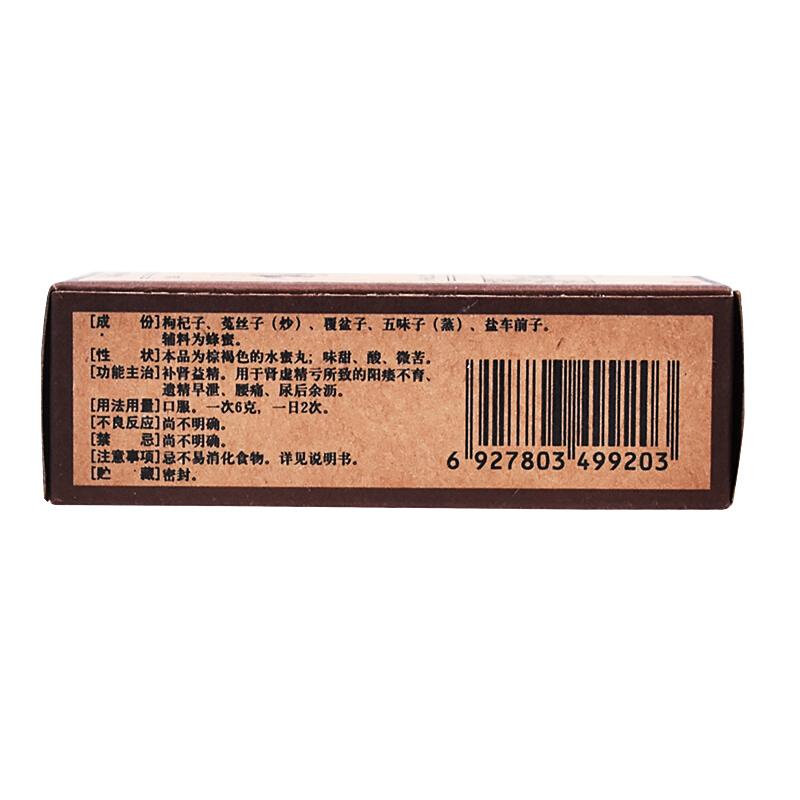 [成 份]枸杞子、菟丝子（炒）、覆盆子、五味子（蒸）、盐车前子。
辅料为蜂蜜。
[性 状]本品为棕褐色的水蜜丸；味甜、酸、微苦。
[功能主治]补肾益精。用于肾虚精亏所致的阳痿不育、
遗精早泄、腰痛、尿后余沥。
[用法用量]口服。一次6克，一日2次。
[不良反应]尚不明确。
[禁 忌]尚不明确。
[注意事项]忌不易消化食物。详见说明书。
[贮 藏]密封。
6 927803 499203